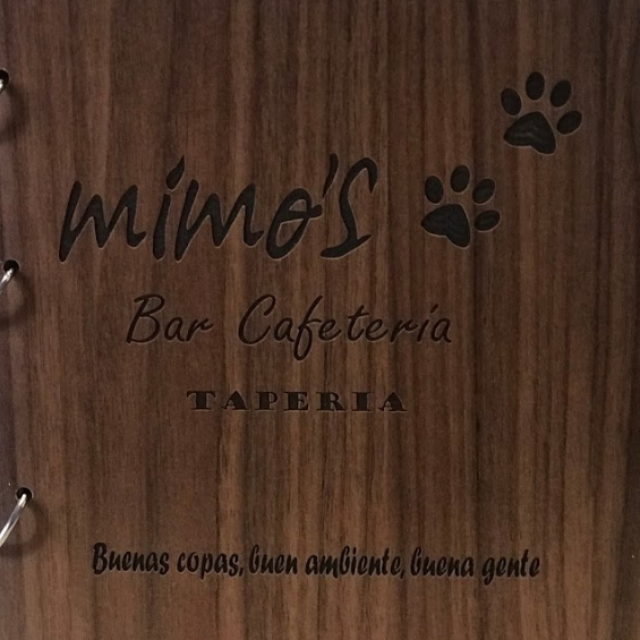 mimo's
Bar Cafetería
TAPERIA
Buenas copas, buen ambiente, buena gente